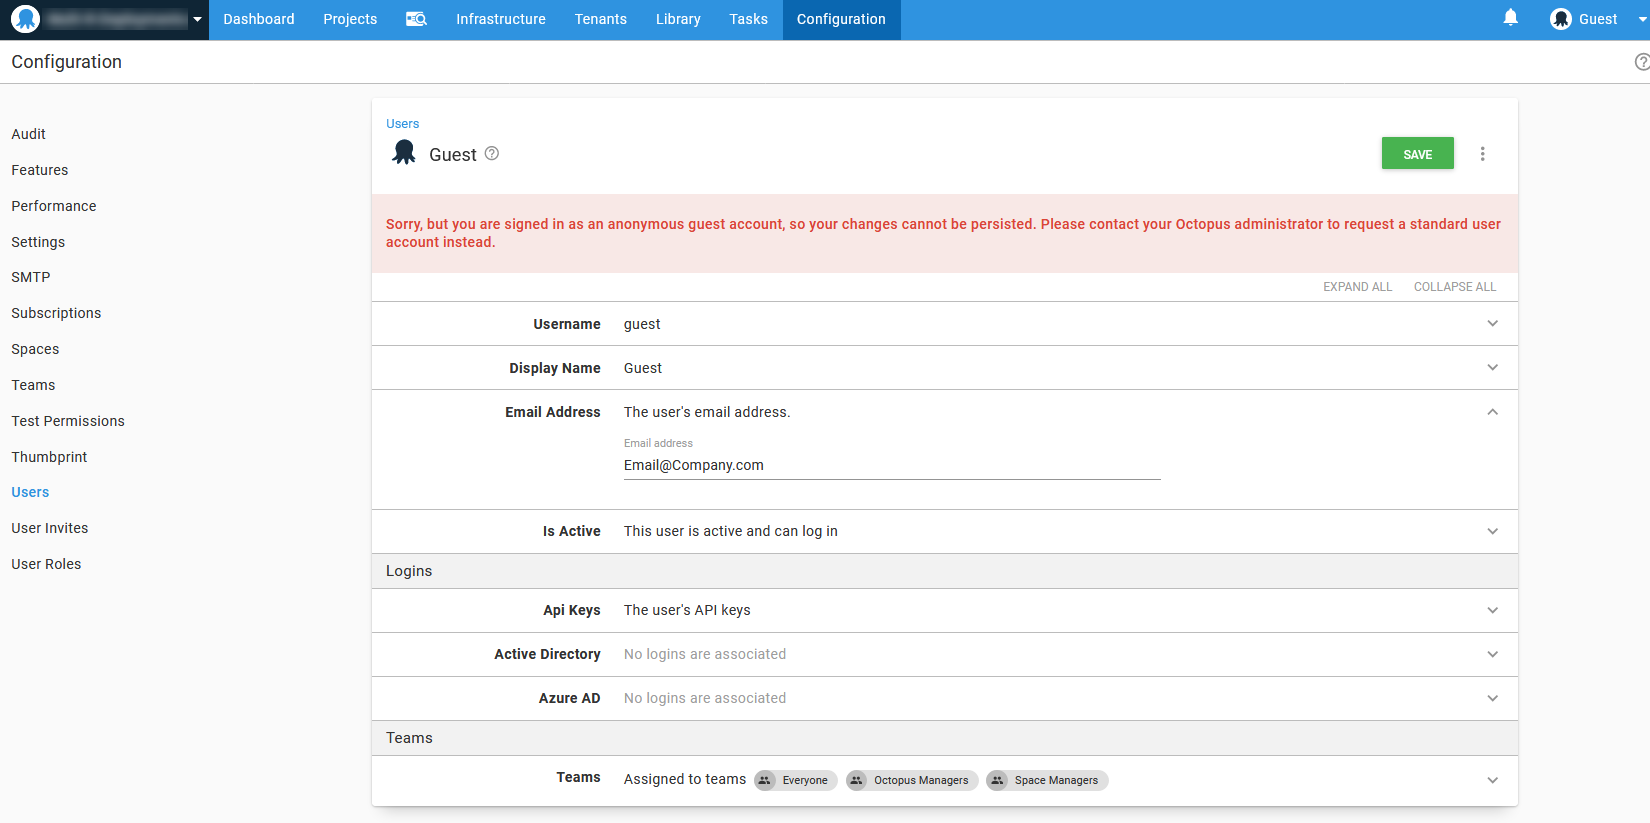 Dashboard Projects Infrastructure Tenants Library Tasks Configuration Guest
Configuration
Audit
Features
Performance
Settings
SMTP
Subscriptions
Spaces
Teams
Test Permissions
Thumbprint
Users
User Invites
User Roles
Users
Guest
SAVE
Sorry, but you are signed in as an anonymous guest account, so your changes cannot be persisted. Please contact your Octopus administrator to request a standard user
account instead.
EXPAND ALL COLLAPSE ALL
Username guest
Display Name Guest
Email Address The user's email address.
Email address
Email@Company.com
Is Active This user is active and can log in
Logins
Api Keys The user's API keys
Active Directory No logins are associated
Azure AD No logins are associated
Teams
Teams Assigned to teams Everyone Octopus Managers Space Managers